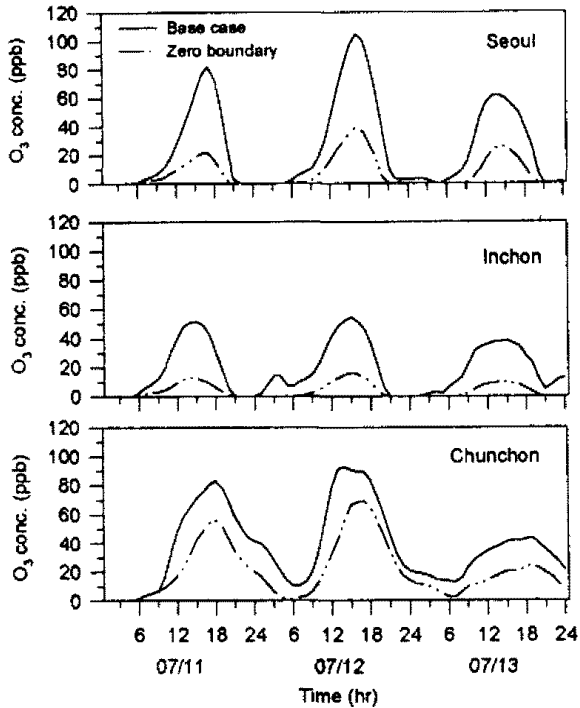 Base case
Zero boundary
Seoul
O3 conc. (ppb)
120
100
80
60
40
20
0
Inchon
O3 conc. (ppb)
120
100
80
60
40
20
0
Chunchon
O3 conc. (ppb)
120
100
80
60
40
20
0
6 12 18 24 6 12 18 24 6 12 18 24
07/11 07/12 07/13
Time (hr)